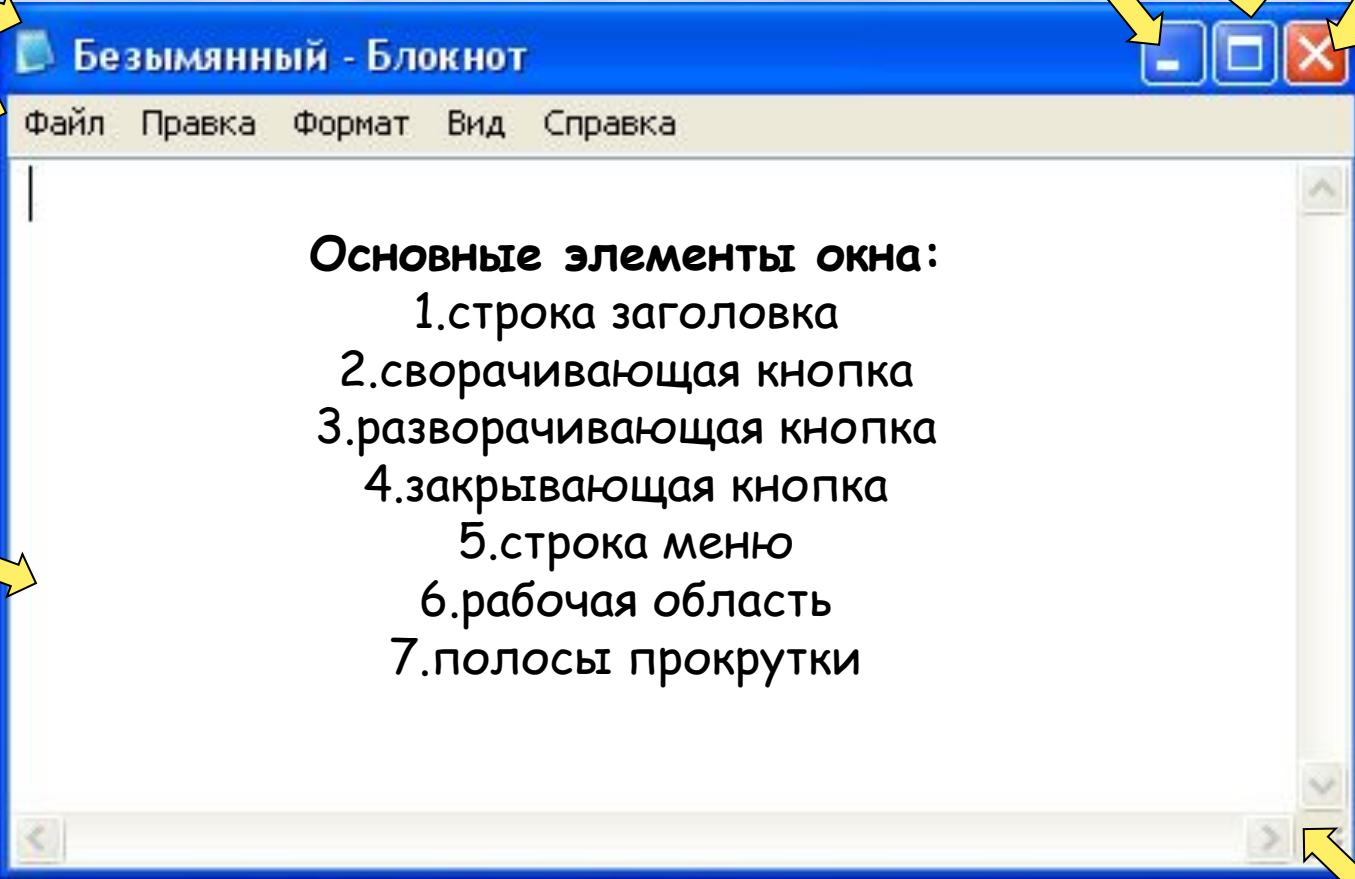 Безымянный - Блокнот
Файл Правка Формат Вид Справка
Основные элементы окна:
1.строка заголовка
2.сворачивающая кнопка
3.разворачивающая кнопка
4.закрывающая кнопка
5.строка меню
6.рабочая область
7.полосы прокрутки